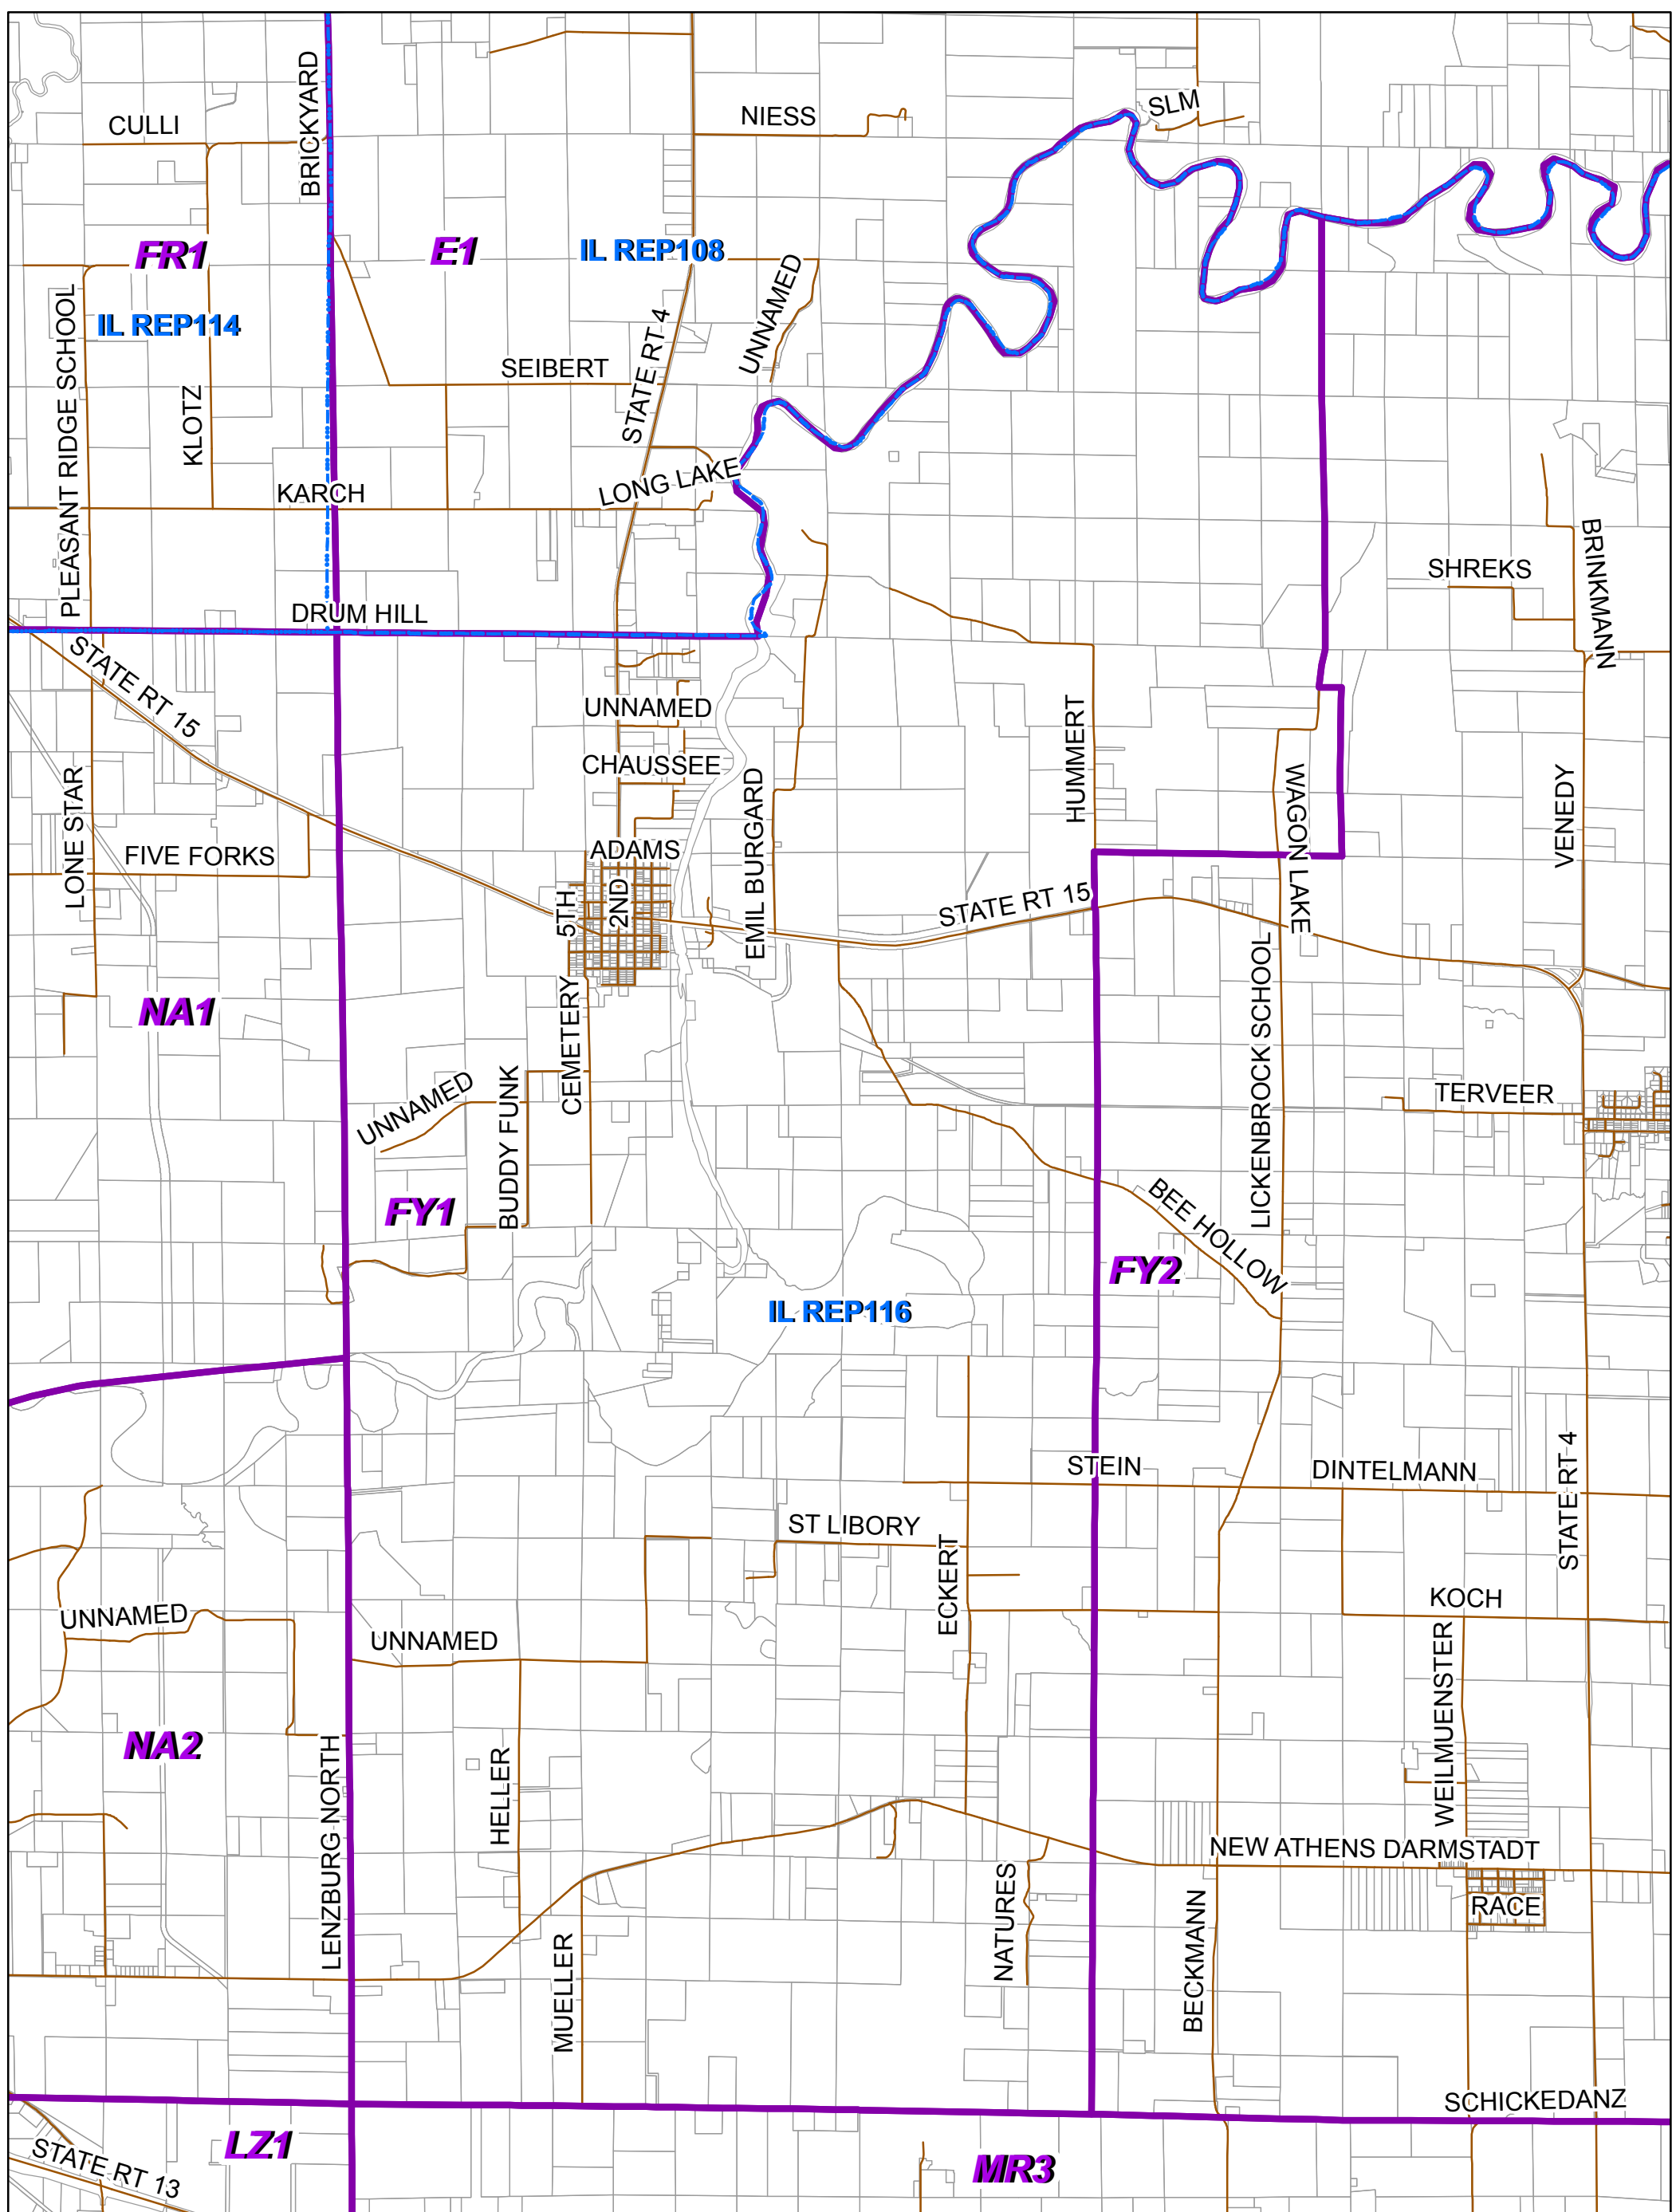 BRICKYARD
SLM
NIESS
CULLI
FR1
E1
IL REP108
UNNAMED
PLEASANT RIDGE SCHOOL
IL REP114
STATE RT 4
SEIBERT
KLOTZ
LONG LAKE
KARCH
BRINKMANN
SHREKS
DRUM HILL
STATE RT 15
UNNAMED
HUMMERT
CHAUSSEE
LONE STAR
EMIL BURGARD
WAGON LAKE
VENEDY
FIVE FORKS
ADAMS
5TH
2ND
STATE RT 15
LICKENBROCK SCHOOL
NA1
CEMETERY
UNNAMED
BUDDY FUNK
TERVEER
FY1
BEE HOLLOW
FY2
IL REP116
STATE RT 4
STEIN
DINTELMANN
ST LIBORY
ECKERT
UNNAMED
KOCH
UNNAMED
WEILMUENSTER
NA2
LENZBURG NORTH
HELLER
NEW ATHENS DARMSTADT
NATURES
BECKMANN
RACE
MUELLER
SCHICKEDANZ
LZ1
STATE RT 13
MR3